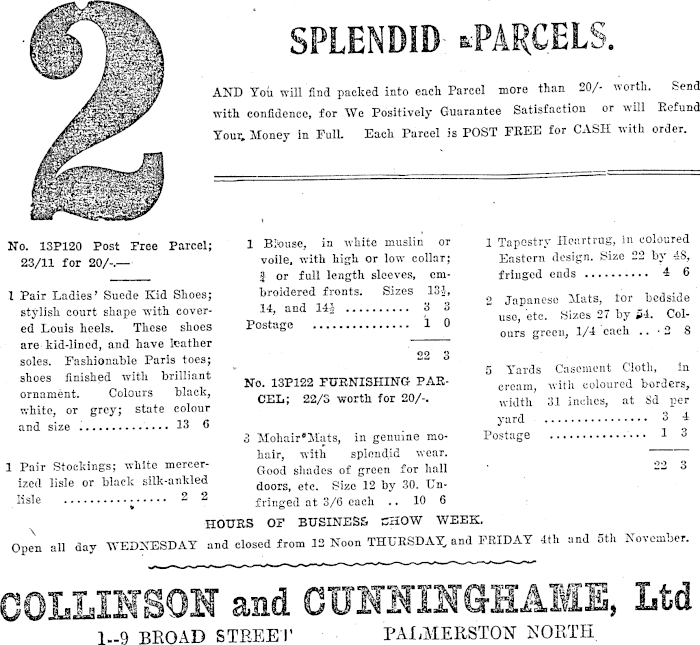 2
SPLENDID PARCELS.
AND You will find packed into each Parcel more than 20/- worth. Send
with confidence, for We Positively Guarantee Satisfaction or will Refund
Your Money in Full. Each Parcel is POST FREE for CASH with order.
No. 13P120 Post Free Parcel;
23/11 for 20/-.—
1 Pair Ladies' Suede Kid Shoes;
stylish court shape with cover-
ed Louis heels. These shoes
are kid-lined, and have leather
soles. Fashionable Paris toes;
shoes finished with brilliant
ornament. Colours black,
white, or grey; state colour
and size .............. 13 6
1 Pair Stockings; white mercer-
ized lisle or black silk-ankled
lisle ................ 2 2
1 Blouse, in white muslin or
voile, with high or low collar;
¾ or full length sleeves, em-
broidered fronts. Sizes 13½,
14, and 14½ .......... 3 3
Postage ............... 1 0
22 3
No. 13P122 FURNISHING PAR-
CEL; 22/3 worth for 20/-.
3 Mohair Mats, in genuine mo-
hair, with splendid wear.
Good shades of green for hall
doors, etc. Size 12 by 30. Un-
fringed at 3/6 each .. 10 6
1 Tapestry Heartrug, in coloured
Eastern design. Size 22 by 48,
fringed ends .......... 4 6
2 Japanese Mats, for bedside
use, etc. Sizes 27 by 54. Col-
ours green, 1/4 each .. 2 8
5 Yards Casement Cloth, in
cream, with coloured borders,
width 31 inches, at 8d per
yard ................ 3 4
Postage .............. 1 3
22 3
HOURS OF BUSINESS SHOW WEEK.
Open all day WEDNESDAY and closed from 12 Noon THURSDAY and FRIDAY 4th and 5th November.
COLLINSON and CUNNINGHAME, Ltd
1--9 BROAD STREET PALMERSTON NORTH